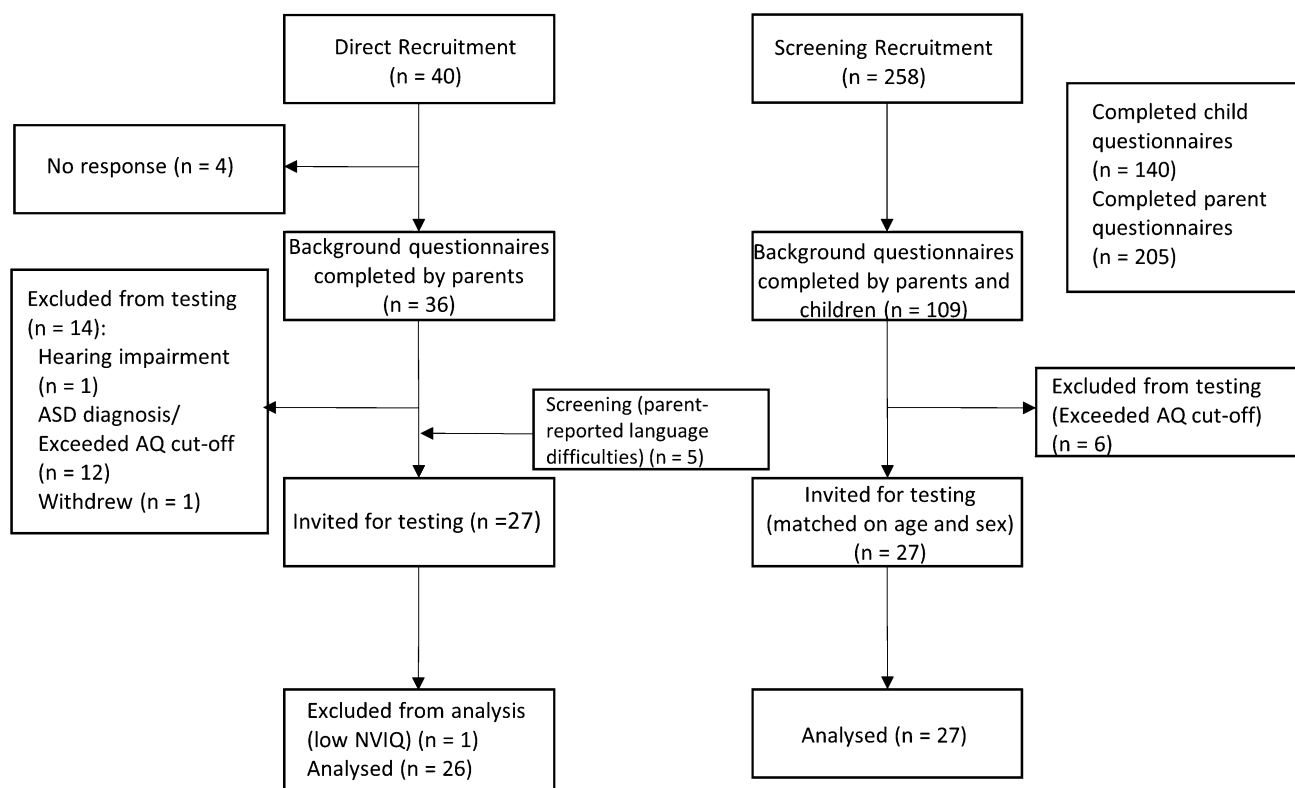 Direct Recruitment
(n = 40)
Screening Recruitment
(n = 258)
Completed child
questionnaires
(n = 140)
Completed parent
questionnaires
(n = 205)
No response (n = 4)
Background questionnaires
completed by parents
(n = 36)
Background questionnaires
completed by parents and
children (n = 109)
Excluded from testing
(n = 14):
Hearing impairment
(n = 1)
ASD diagnosis/
Exceeded AQ cut-off
(n = 12)
Withdrew (n = 1)
Screening (parent-
reported language
difficulties) (n = 5)
Excluded from testing
(Exceeded AQ cut-off)
(n = 6)
Invited for testing (n =27)
Invited for testing
(matched on age and sex)
(n = 27)
Excluded from analysis
(low NVIQ) (n = 1)
Analysed (n = 26)
Analysed (n = 27)